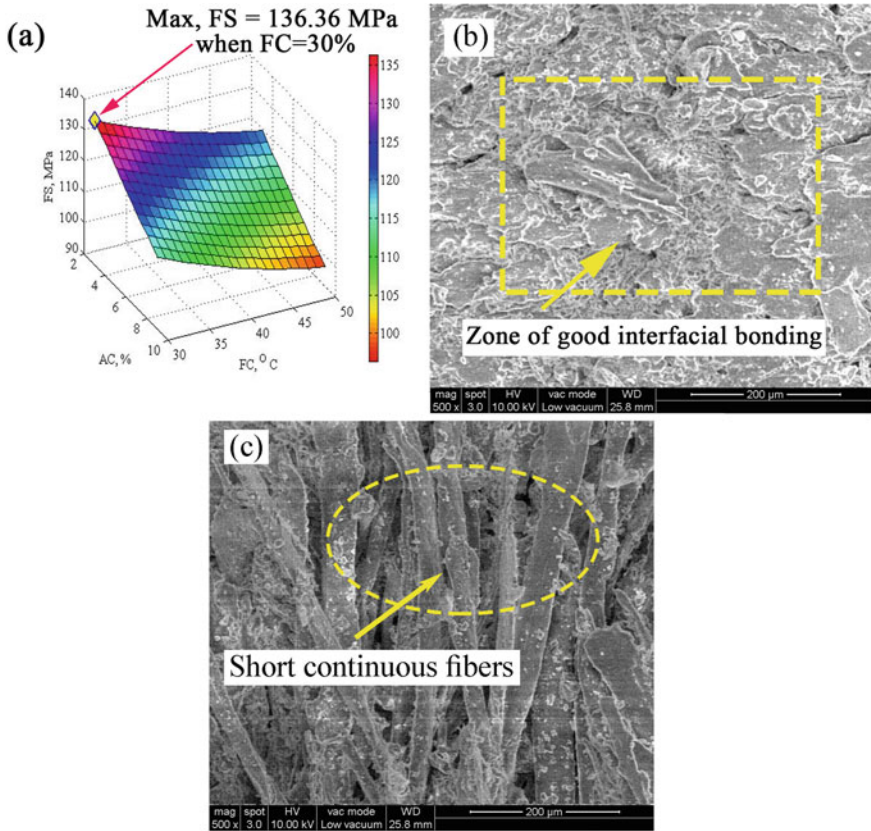 (a)
Max, FS = 136.36 MPa
when FC=30%
140
130
120
110
100
90
FS, MPa
2
4
6
8
10
AC, %
30
35
40
45
50
FC, ° C
135
130
125
120
115
110
105
100
(b)
Zone of good interfacial bonding
mag spot HV vac mode WD 200 µm
500 x 3.0 10.00 kV Low vacuum 25.8 mm
(c)
Short continuous fibers
mag spot HV vac mode WD 200 µm
500 x 3.0 10.00 kV Low vacuum 25.8 mm